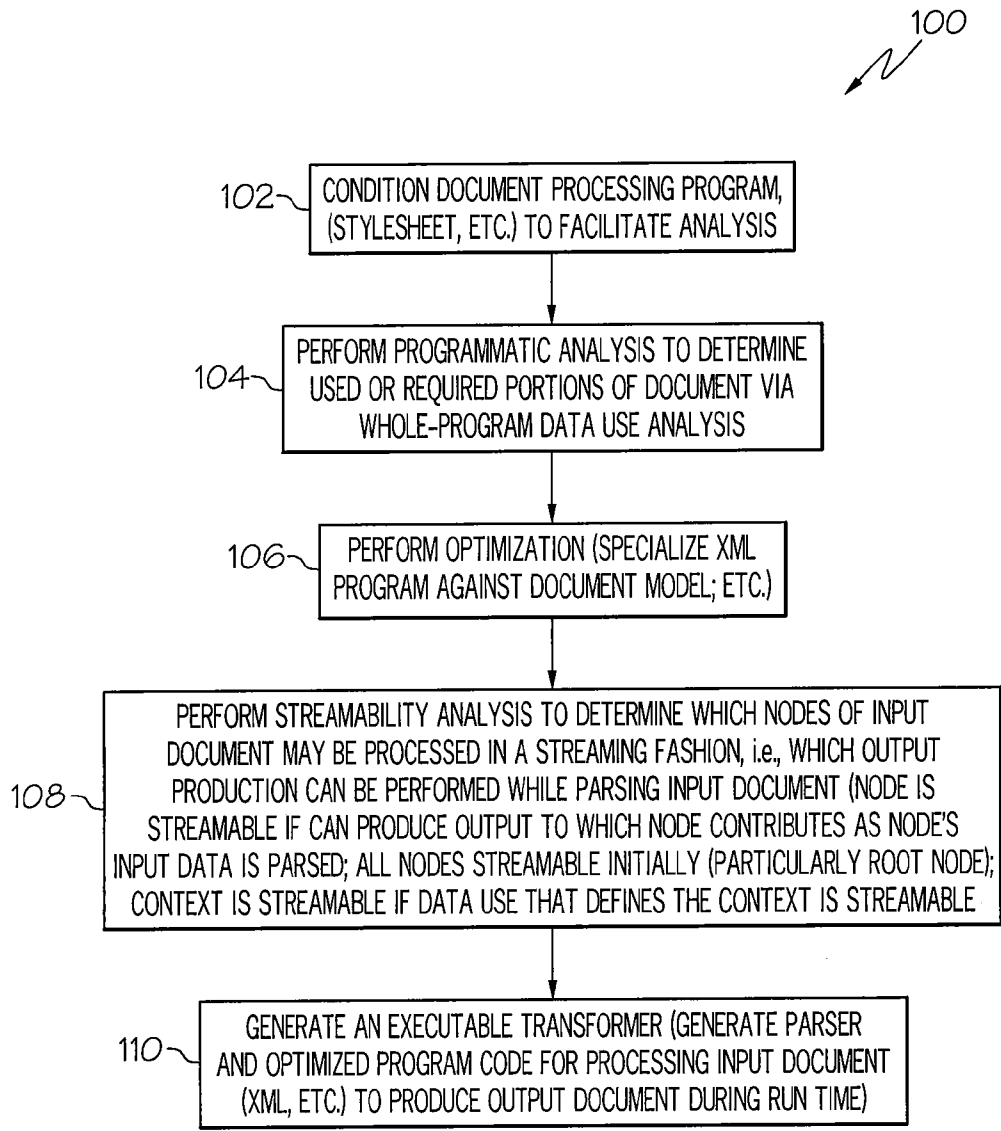 100
102
CONDITION DOCUMENT PROCESSING PROGRAM,
(STYLESHEET, ETC.) TO FACILITATE ANALYSIS
104
PERFORM PROGRAMMATIC ANALYSIS TO DETERMINE
USED OR REQUIRED PORTIONS OF DOCUMENT VIA
WHOLE-PROGRAM DATA USE ANALYSIS
106
PERFORM OPTIMIZATION (SPECIALIZE XML
PROGRAM AGAINST DOCUMENT MODEL; ETC.)
108
PERFORM STREAMABILITY ANALYSIS TO DETERMINE WHICH NODES OF INPUT
DOCUMENT MAY BE PROCESSED IN A STREAMING FASHION, i.e., WHICH OUTPUT
PRODUCTION CAN BE PERFORMED WHILE PARSING INPUT DOCUMENT (NODE IS
STREAMABLE IF CAN PRODUCE OUTPUT TO WHICH NODE CONTRIBUTES AS NODE'S
INPUT DATA IS PARSED; ALL NODES STREAMABLE INITIALLY (PARTICULARLY ROOT NODE);
CONTEXT IS STREAMABLE IF DATA USE THAT DEFINES THE CONTEXT IS STREAMABLE
110
GENERATE AN EXECUTABLE TRANSFORMER (GENERATE PARSER
AND OPTIMIZED PROGRAM CODE FOR PROCESSING INPUT DOCUMENT
(XML, ETC.) TO PRODUCE OUTPUT DOCUMENT DURING RUN TIME)